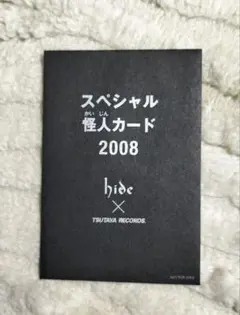 スペシャル
かいじん
怪人カード
2008
hide
×
TSUTAYA RECORDS.